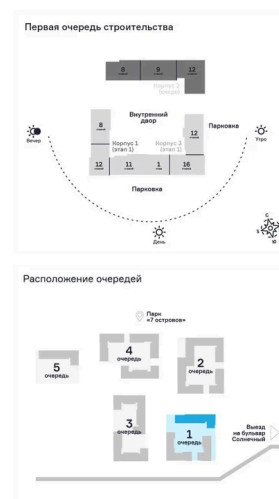 Первая очередь строительства
8 9 12
Корпус 2
(скоро)
Внутренний
двор
8
Корпус 1
(этап 1)
Корпус 3
(этап 1)
12
Парковка
Вечер
Утро
12 11 1 16
Парковка
День
С
Ю
Расположение очередей
Парк
«7 островов»
4
очередь
5
очередь
2
очередь
3
очередь
1
очередь
Выезд
на бульвар
Солнечный